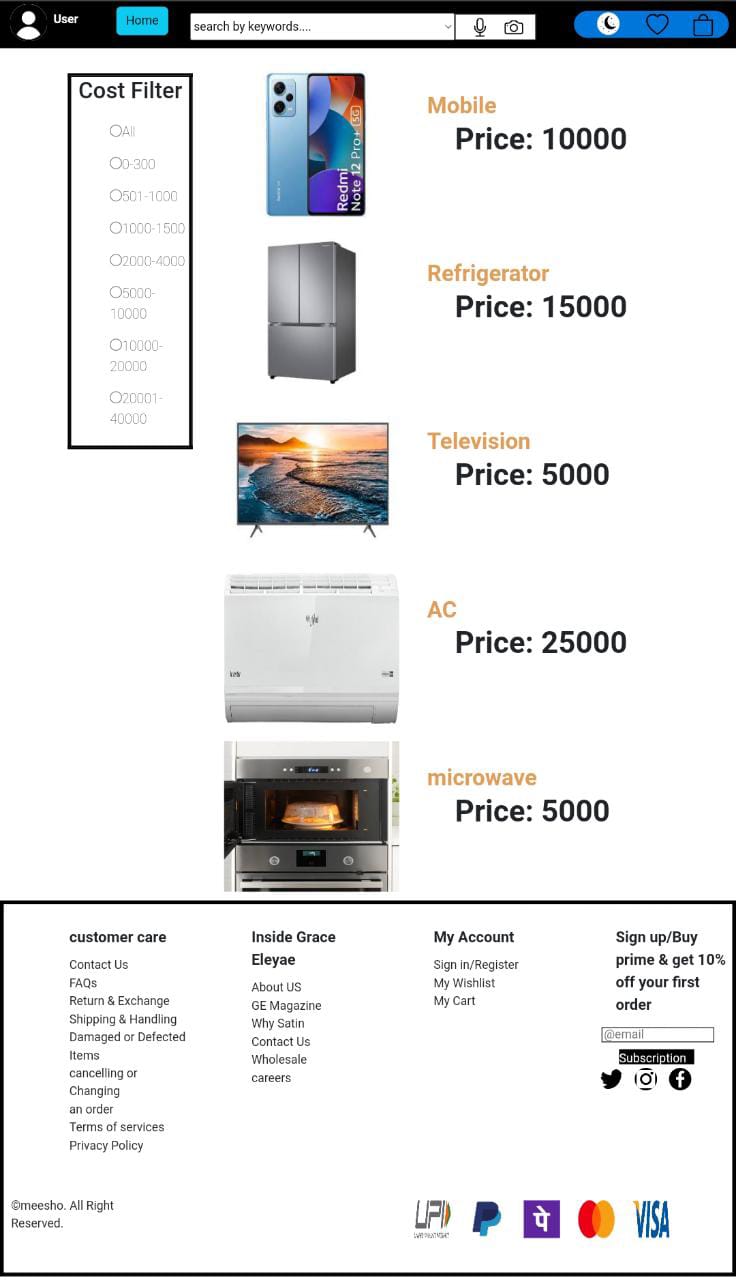 User
Home
search by keywords....
Cost Filter
All
0-300
501-1000
1000-1500
2000-4000
5000-
10000
10000-
20000
20001-
40000
Redmi
Note 12 Pro+ 5G
Mobile
Price: 10000
Refrigerator
Price: 15000
Television
Price: 5000
AC
Price: 25000
microwave
Price: 5000
customer care
Contact Us
FAQs
Return & Exchange
Shipping & Handling
Damaged or Defected
Items
cancelling or
Changing
an order
Terms of services
Privacy Policy
Inside Grace
Eleyae
About US
GE Magazine
Why Satin
Contact Us
Wholesale
careers
My Account
Sign in/Register
My Wishlist
My Cart
Sign up/Buy
prime & get 10%
off your first
order
@email
Subscription
©meesho. All Right
Reserved.
UPI
पे
VISA